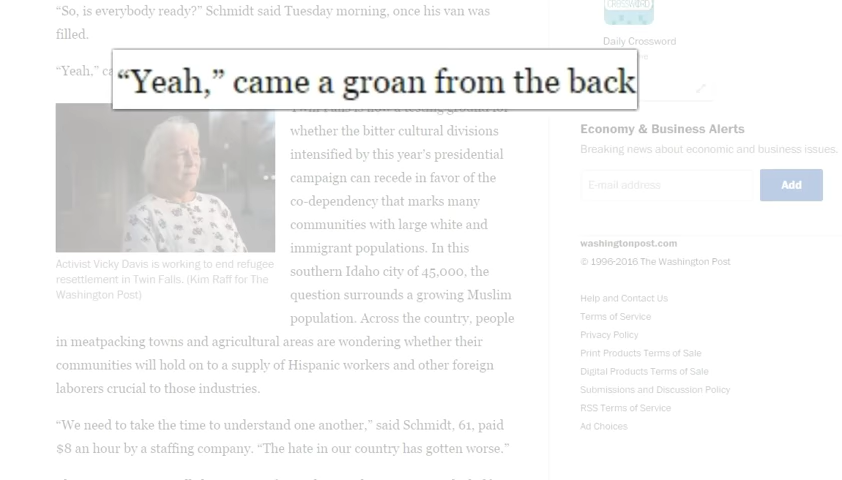 “So, is everybody ready?” Schmidt said Tuesday morning, once his van was
filled.
“Yeah,” ca
“Yeah,” came a groan from the back
Twin Falls is now a testing ground for
whether the bitter cultural divisions
intensified by this year’s presidential
campaign can recede in favor of the
co-dependency that marks many
communities with large white and
immigrant populations. In this
southern Idaho city of 45,000, the
question surrounds a growing Muslim
population. Across the country, people
in meatpacking towns and agricultural areas are wondering whether their
communities will hold on to a supply of Hispanic workers and other foreign
laborers crucial to those industries.
Activist Vicky Davis is working to end refugee
resettlement in Twin Falls. (Kim Raff for The
Washington Post)
“We need to take the time to understand one another,” said Schmidt, 61, paid
$8 an hour by a staffing company. “The hate in our country has gotten worse.”
CROSSWORD
Daily Crossword
Economy & Business Alerts
Breaking news about economic and business issues.
E-mail address
Add
washingtonpost.com
© 1996-2016 The Washington Post
Help and Contact Us
Terms of Service
Privacy Policy
Print Products Terms of Sale
Digital Products Terms of Sale
Submissions and Discussion Policy
RSS Terms of Service
Ad Choices